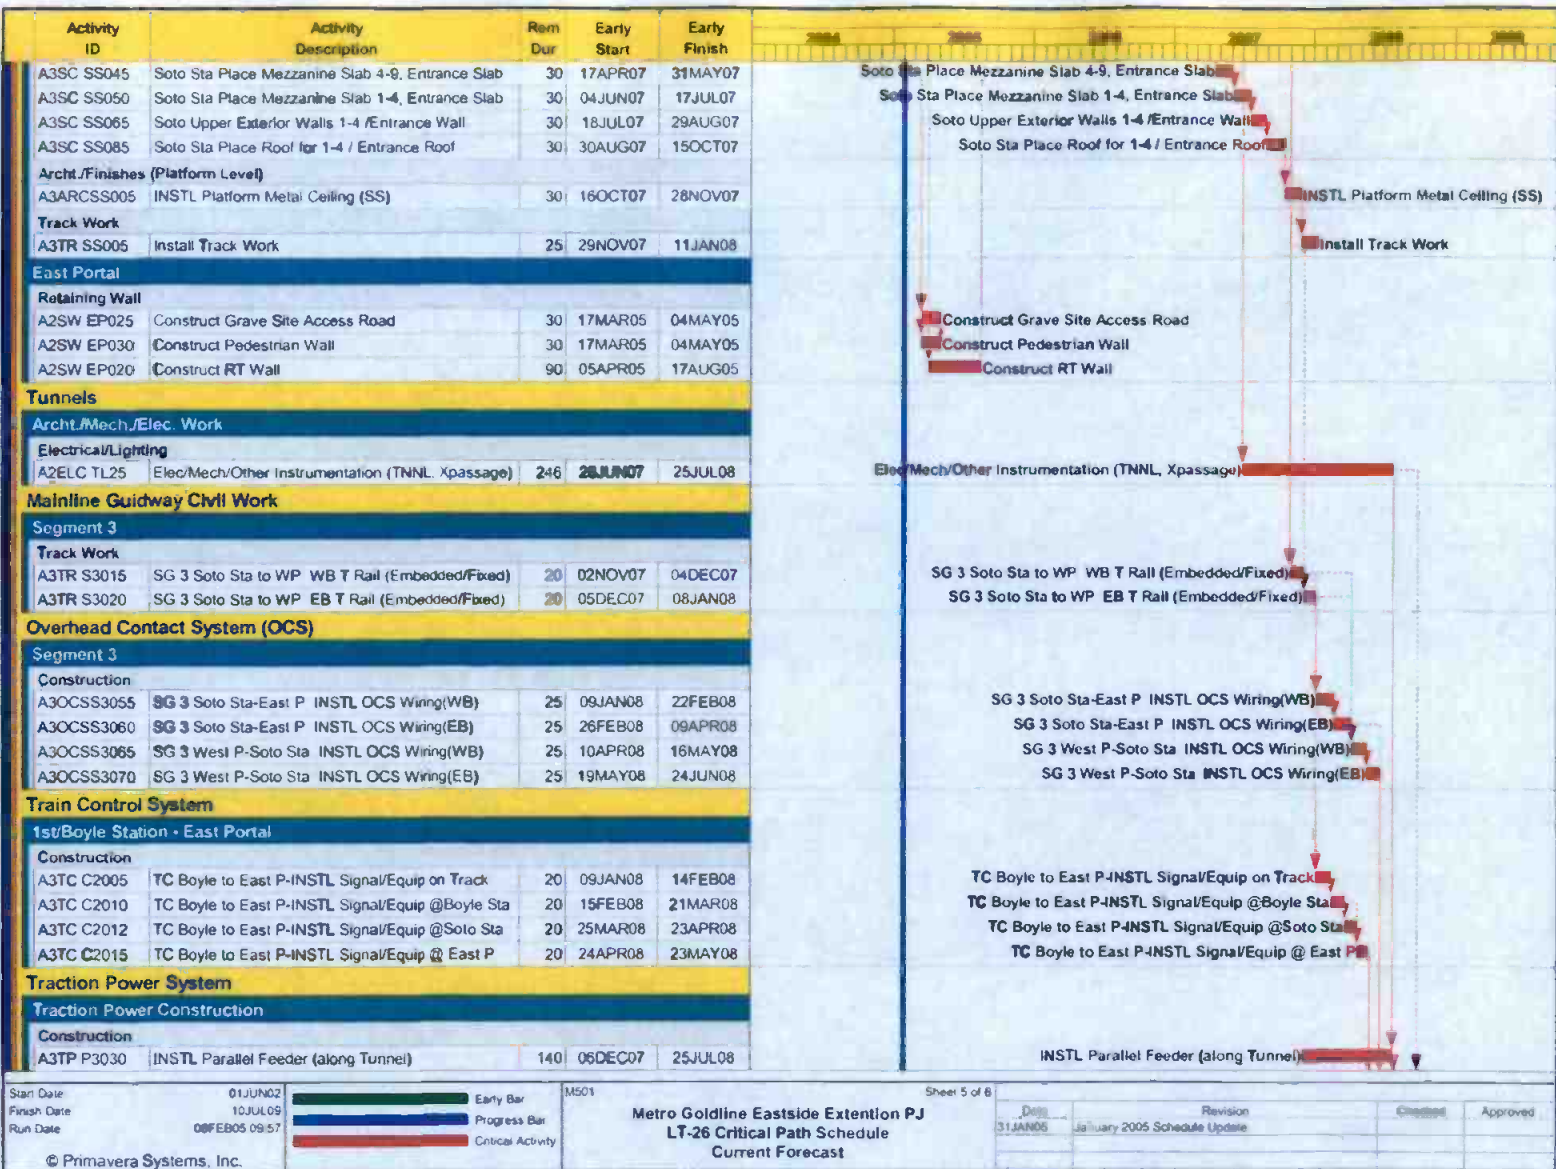 Activity ID Activity Description Rem Dur Early Start Early Finish 2004 2005 2006 2007 2008 2009
A3SC SS045 Soto Sta Place Mezzanine Slab 4-9, Entrance Slab 30 17APR07 31MAY07 Soto Sta Place Mezzanine Slab 4-9, Entrance Slab
A3SC SS050 Soto Sta Place Mezzanine Slab 1-4, Entrance Slab 30 04JUN07 17JUL07 Soto Sta Place Mezzanine Slab 1-4, Entrance Slab
A3SC SS065 Soto Upper Exterior Walls 1-4 /Entrance Wall 30 18JUL07 29AUG07 Soto Upper Exterior Walls 1-4 /Entrance Wall
A3SC SS085 Soto Sta Place Roof for 1-4 / Entrance Roof 30 30AUG07 15OCT07 Soto Sta Place Roof for 1-4 / Entrance Roof
Archt./Finishes (Platform Level)
A3ARCSS005 INSTL Platform Metal Ceiling (SS) 30 16OCT07 28NOV07 INSTL Platform Metal Ceiling (SS)
Track Work
A3TR SS005 Install Track Work 25 29NOV07 11JAN08 Install Track Work
East Portal
Retaining Wall
A2SW EP025 Construct Grave Site Access Road 30 17MAR05 04MAY05 Construct Grave Site Access Road
A2SW EP030 Construct Pedestrian Wall 30 17MAR05 04MAY05 Construct Pedestrian Wall
A2SW EP020 Construct RT Wall 90 05APR05 17AUG05 Construct RT Wall
Tunnels
Archt./Mech./Elec. Work
Electrical/Lighting
A2ELC TL25 Elec/Mech/Other Instrumentation (TNNL, Xpassage) 246 28JUN07 25JUL08 Elec/Mech/Other Instrumentation (TNNL, Xpassage)
Mainline Guidway Civil Work
Segment 3
Track Work
A3TR S3015 SG 3 Soto Sta to WP WB T Rail (Embedded/Fixed) 20 02NOV07 04DEC07 SG 3 Soto Sta to WP WB T Rail (Embedded/Fixed)
A3TR S3020 SG 3 Soto Sta to WP EB T Rail (Embedded/Fixed) 20 05DEC07 08JAN08 SG 3 Soto Sta to WP EB T Rail (Embedded/Fixed)
Overhead Contact System (OCS)
Segment 3
Construction
A3OCSS3055 SG 3 Soto Sta-East P INSTL OCS Wiring(WB) 25 09JAN08 22FEB08 SG 3 Soto Sta-East P INSTL OCS Wiring(WB)
A3OCSS3060 SG 3 Soto Sta-East P INSTL OCS Wiring(EB) 25 26FEB08 09APR08 SG 3 Soto Sta-East P INSTL OCS Wiring(EB)
A3OCSS3065 SG 3 West P-Soto Sta INSTL OCS Wiring(WB) 25 10APR08 16MAY08 SG 3 West P-Soto Sta INSTL OCS Wiring(WB)
A3OCSS3070 SG 3 West P-Soto Sta INSTL OCS Wiring(EB) 25 19MAY08 24JUN08 SG 3 West P-Soto Sta INSTL OCS Wiring(EB)
Train Control System
1st/Boyle Station - East Portal
Construction
A3TC C2005 TC Boyle to East P-INSTL Signal/Equip on Track 20 09JAN08 14FEB08 TC Boyle to East P-INSTL Signal/Equip on Track
A3TC C2010 TC Boyle to East P-INSTL Signal/Equip @Boyle Sta 20 15FEB08 21MAR08 TC Boyle to East P-INSTL Signal/Equip @Boyle Sta
A3TC C2012 TC Boyle to East P-INSTL Signal/Equip @Soto Sta 20 25MAR08 23APR08 TC Boyle to East P-INSTL Signal/Equip @Soto Sta
A3TC C2015 TC Boyle to East P-INSTL Signal/Equip @ East P 20 24APR08 23MAY08 TC Boyle to East P-INSTL Signal/Equip @ East P
Traction Power System
Traction Power Construction
Construction
A3TP P3030 INSTL Parallel Feeder (along Tunnel) 140 06DEC07 25JUL08 INSTL Parallel Feeder (along Tunnel)
Start Date 01JUN02
Finish Date 10JUL09
Run Date 08FEB05 09:57
© Primavera Systems, Inc.
Early Bar
Progress Bar
Critical Activity
M501 Sheet 5 of 6
Metro Goldline Eastside Extention PJ
LT-26 Critical Path Schedule
Current Forecast
Date Revision Checked Approved
31JAN05 January 2005 Schedule Update